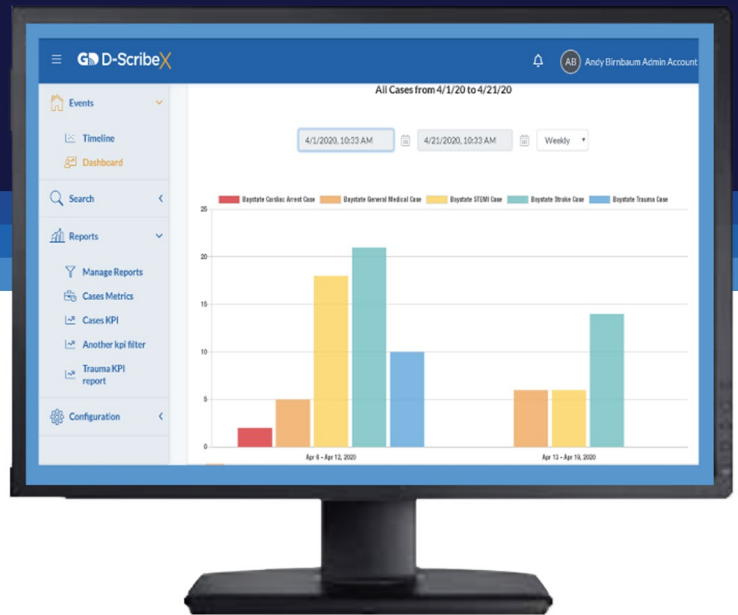 GD D-ScribeX
AB Andy Birnbaum Admin Account
Events
Timeline
Dashboard
Search
Reports
Manage Reports
Cases Metrics
Cases KPI
Another kpi filter
Trauma KPI
report
Configuration
All Cases from 4/1/20 to 4/21/20
4/1/2020, 10:33 AM 4/21/2020, 10:33 AM Weekly
Baystate Cardiac Arrest Case Baystate General Medical Case Baystate STEMI Case Baystate Stroke Case Baystate Trauma Case
25
20
15
10
5
0
Apr 6 - Apr 12, 2020 Apr 13 - Apr 19, 2020